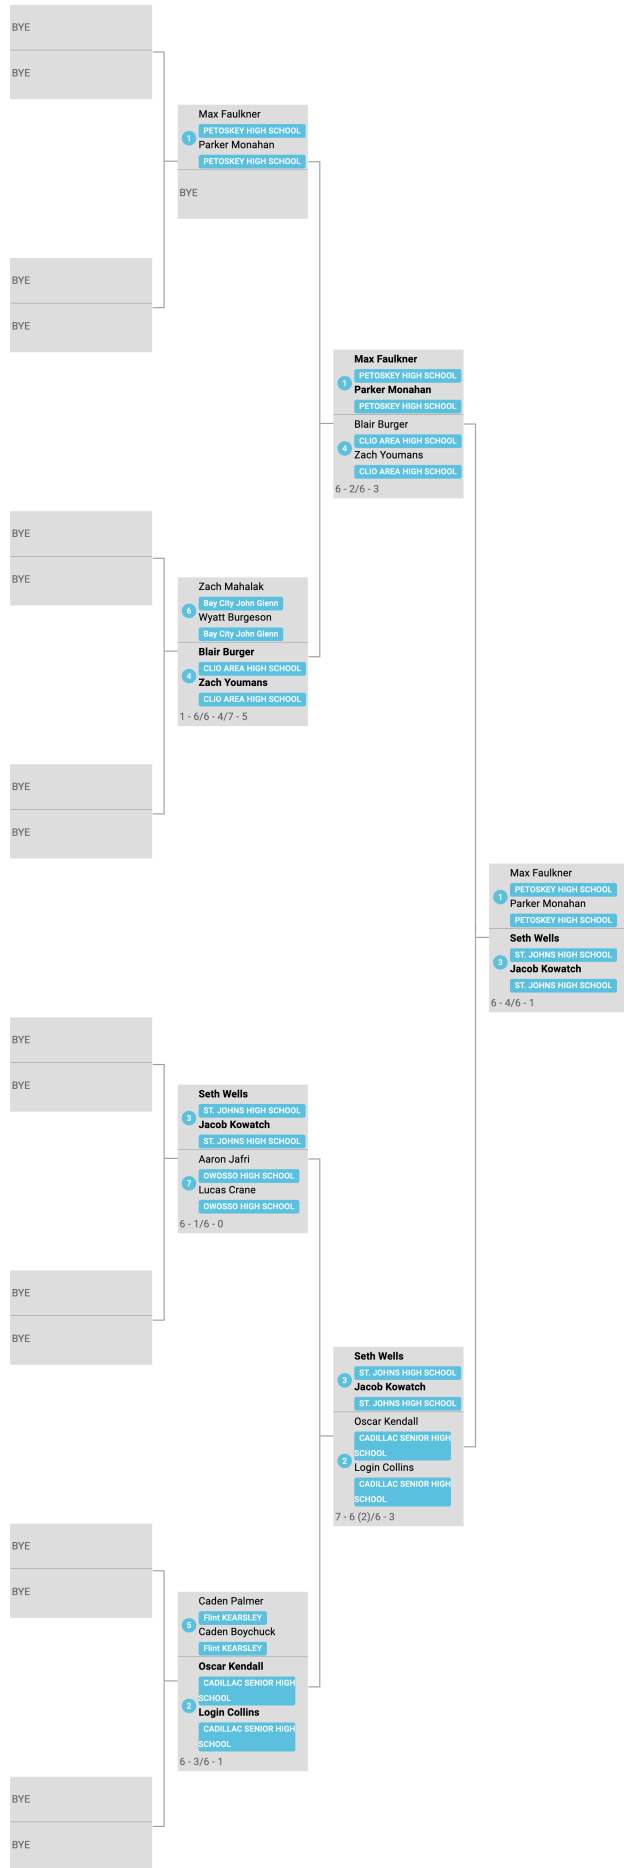 BYE
BYE
Max Faulkner
PETOSKEY HIGH SCHOOL
1
Parker Monahan
PETOSKEY HIGH SCHOOL
BYE
BYE
BYE
Max Faulkner
PETOSKEY HIGH SCHOOL
1
Parker Monahan
PETOSKEY HIGH SCHOOL
Blair Burger
CLIO AREA HIGH SCHOOL
4
Zach Youmans
CLIO AREA HIGH SCHOOL
6 - 2/6 - 3
BYE
BYE
Zach Mahalak
Bay City John Glenn
6
Wyatt Burgeson
Bay City John Glenn
Blair Burger
CLIO AREA HIGH SCHOOL
4
Zach Youmans
CLIO AREA HIGH SCHOOL
1 - 6/6 - 4/7 - 5
BYE
BYE
Max Faulkner
PETOSKEY HIGH SCHOOL
1
Parker Monahan
PETOSKEY HIGH SCHOOL
Seth Wells
ST. JOHNS HIGH SCHOOL
3
Jacob Kowatch
ST. JOHNS HIGH SCHOOL
6 - 4/6 - 1
BYE
BYE
Seth Wells
ST. JOHNS HIGH SCHOOL
3
Jacob Kowatch
ST. JOHNS HIGH SCHOOL
Aaron Jafri
OWOSSO HIGH SCHOOL
7
Lucas Crane
OWOSSO HIGH SCHOOL
6 - 1/6 - 0
BYE
BYE
Seth Wells
ST. JOHNS HIGH SCHOOL
3
Jacob Kowatch
ST. JOHNS HIGH SCHOOL
Oscar Kendall
CADILLAC SENIOR HIGH
SCHOOL
2
Login Collins
CADILLAC SENIOR HIGH
SCHOOL
7 - 6 (2)/6 - 3
BYE
BYE
Caden Palmer
Flint KEARSLEY
5
Caden Boychuck
Flint KEARSLEY
Oscar Kendall
CADILLAC SENIOR HIGH
SCHOOL
2
Login Collins
CADILLAC SENIOR HIGH
SCHOOL
6 - 3/6 - 1
BYE
BYE